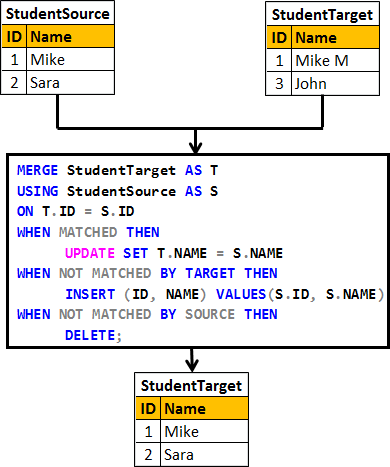 StudentSource
ID Name
1 Mike
2 Sara
StudentTarget
ID Name
1 Mike M
3 John
MERGE StudentTarget AS T
USING StudentSource AS S
ON T.ID = S.ID
WHEN MATCHED THEN
UPDATE SET T.NAME = S.NAME
WHEN NOT MATCHED BY TARGET THEN
INSERT (ID, NAME) VALUES(S.ID, S.NAME)
WHEN NOT MATCHED BY SOURCE THEN
DELETE;
StudentTarget
ID Name
1 Mike
2 Sara